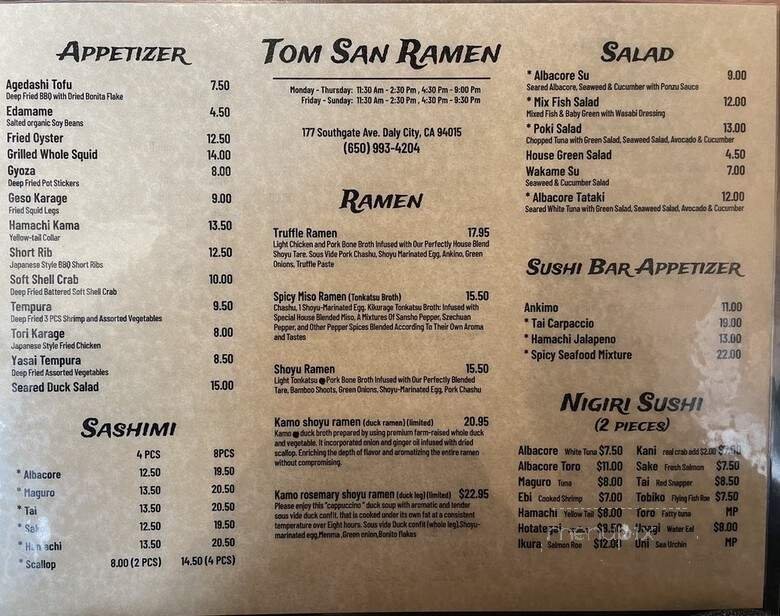 APPETIZER
Agedashi Tofu 7.50
Deep Fried BBQ with Dried Bonita Flake
Edamame 4.50
Salted organic Soy Beans
Fried Oyster 12.50
Grilled Whole Squid 14.00
Gyoza 8.00
Deep Fried Pot Stickers
Geso Karage 9.00
Fried Squid Legs
Hamachi Kama 13.50
Yellow-tail Collar
Short Rib 12.50
Japanese Style BBQ Short Ribs
Soft Shell Crab 10.00
Deep Fried Battered Soft Shell Crab
Tempura 9.50
Deep Fried 3 PCS Shrimp and Assorted Vegetables
Tori Karage 8.00
Japanese Style Fried Chicken
Yasai Tempura 8.50
Deep Fried Assorted Vegetables
Seared Duck Salad 15.00
SASHIMI
4 PCS 8PCS
* Albacore 12.50 19.50
* Maguro 13.50 20.50
* Tai 13.50 20.50
* Sake 12.50 19.50
* Hamachi 13.50 20.50
* Scallop 8.00 (2 PCS) 14.50 (4 PCS)
TOM SAN RAMEN
Monday - Thursday: 11:30 Am - 2:30 Pm , 4:30 Pm - 9:00 Pm
Friday - Sunday: 11:30 Am - 2:30 Pm , 4:30 Pm - 9:30 Pm
177 Southgate Ave. Daly City, CA 94015
(650) 993-4204
RAMEN
Truffle Ramen 17.95
Light Chicken and Pork Bone Broth Infused with Our Perfectly House Blend
Shoyu Tare. Sous Vide Pork Chashu, Shoyu Marinated Egg, Ankino, Green
Onions, Truffle Paste
Spicy Miso Ramen (Tonkatsu Broth) 15.50
Chashu, 1 Shoyu-Marinated Egg. Kikurage Tonkatsu Broth: Infused with
Special House Blended Miso, A Mixtures Of Sansho Pepper, Szechuan
Pepper, and Other Pepper Spices Blended According To Their Own Aroma
and Tastes
Shoyu Ramen 15.50
Light Tonkatsu Pork Bone Broth Infused with Our Perfectly Blended
Tare, Bamboo Shoots, Green Onions, Shoyu-Marinated Egg, Pork Chashu
Kamo shoyu ramen (duck ramen) (limited) 20.95
Kamo duck broth prepared by using premium farm-raised whole duck
and vegetable. It incorporated onion and ginger oil infused with dried
scallop. Enriching the depth of flavor and aromatizing the entire ramen
without compromising.
Kamo rosemary shoyu ramen (duck leg) (limited) $22.95
Please enjoy this "cappuccino " duck soup with aromatic and tender
sous vide duck confit, that is cooked under its own fat at a consistent
temperature over Eight hours. Sous vide Duck confit (whole leg).Shoyu-
marinated egg,Menma ,Green onion,Bonito flakes
SALAD
* Albacore Su 9.00
Seared Albacore, Seaweed & Cucumber with Ponzu Sauce
* Mix Fish Salad 12.00
Mixed Fish & Baby Green with Wasabi Dressing
* Poki Salad 13.00
Chopped Tuna with Green Salad, Seaweed Salad, Avocado & Cucumber
House Green Salad 4.50
Wakame Su 7.00
Seaweed & Cucumber Salad
* Albacore Tataki 12.00
Seared White Tuna with Green Salad, Seaweed Salad, Avocado & Cucumber
SUSHI BAR APPETIZER
Ankimo 11.00
* Tai Carpaccio 19.00
* Hamachi Jalapeno 13.00
* Spicy Seafood Mixture 22.00
NIGIRI SUSHI
(2 PIECES)
Albacore White Tuna $7.50 Kani real crab add $2.00 $7.50
Albacore Toro $11.00 Sake Fresh Salmon $7.50
Maguro Tuna $8.00 Tai Red Snapper $8.50
Ebi Cooked Shrimp $7.00 Tobiko Flying Fish Roe $7.50
Hamachi Yellow Tail $8.00 Toro Fatty tuna MP
Hotategai $8.50 Unagi Water Eel $8.00
Ikura Salmon Roe $12.00 Uni Sea Urchin MP
menupix